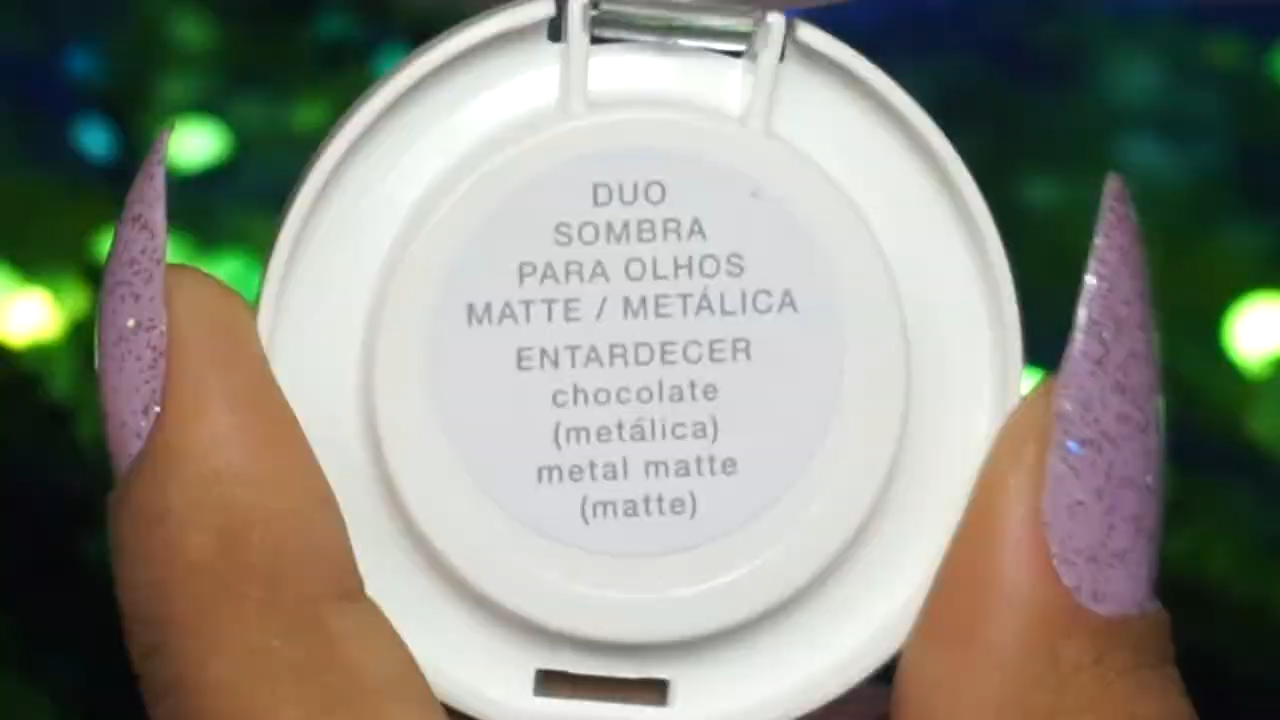 DUO
SOMBRA
PARA OLHOS
MATTE / METÁLICA
ENTARDECER
chocolate
(metálica)
metal matte
(matte)